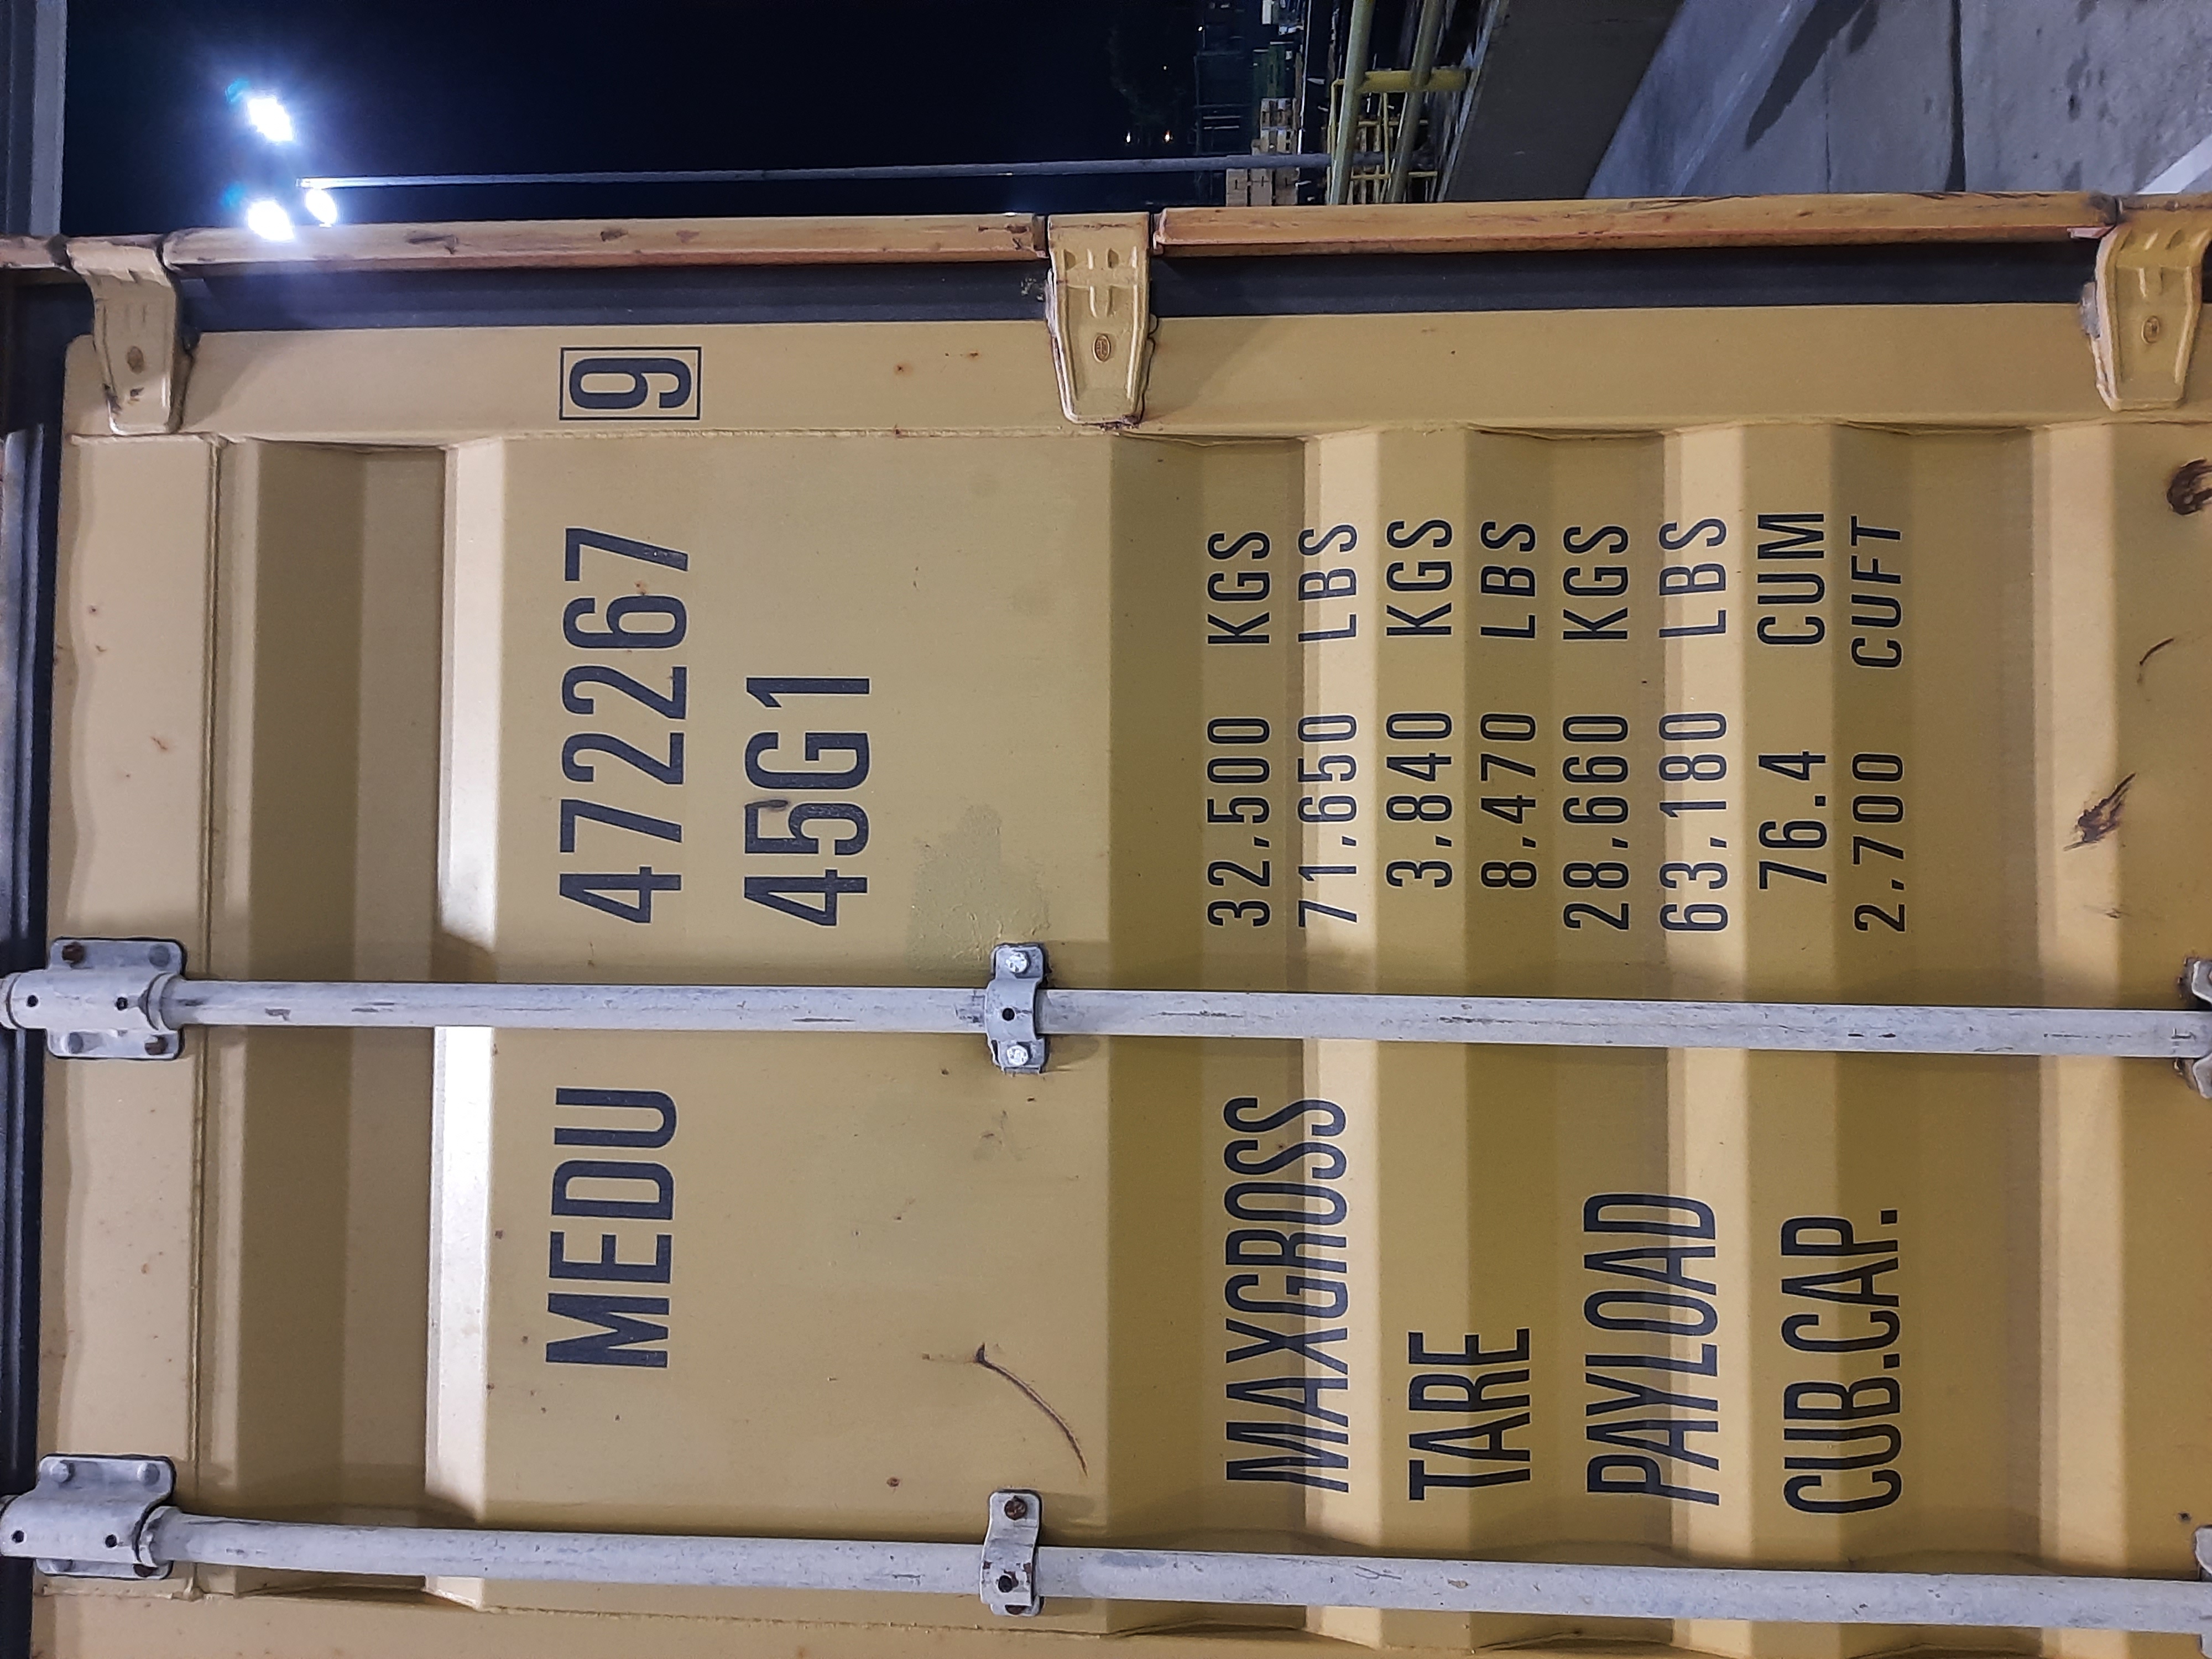 MEDU 472267 9
45G1
MAXGROSS 32,500 KGS
71,650 LBS
TARE 3,840 KGS
8,470 LBS
PAYLOAD 28,660 KGS
63,180 LBS
CUB.CAP. 76.4 CUM
2,700 CUFT